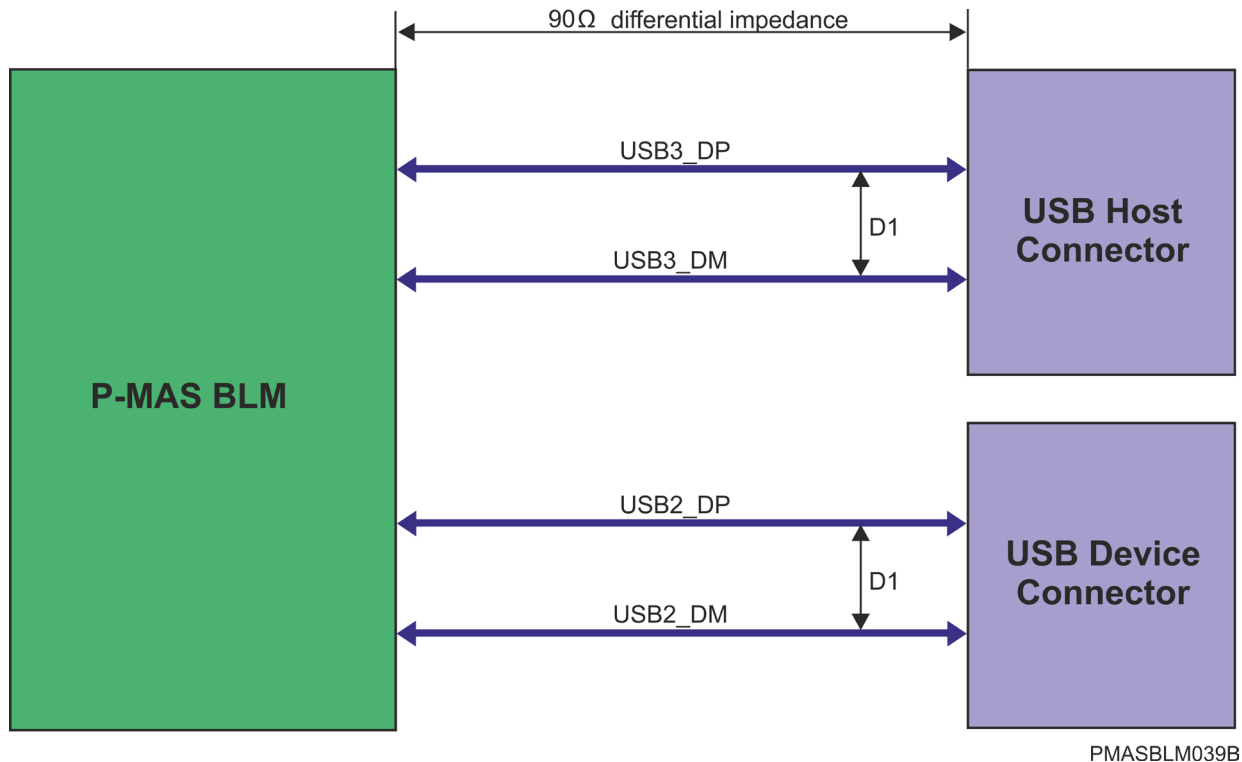 90Ω differential impedance
USB3_DP
D1
USB3_DM
USB Host
Connector
P-MAS BLM
USB2_DP
D1
USB2_DM
USB Device
Connector
PMASBLM039B